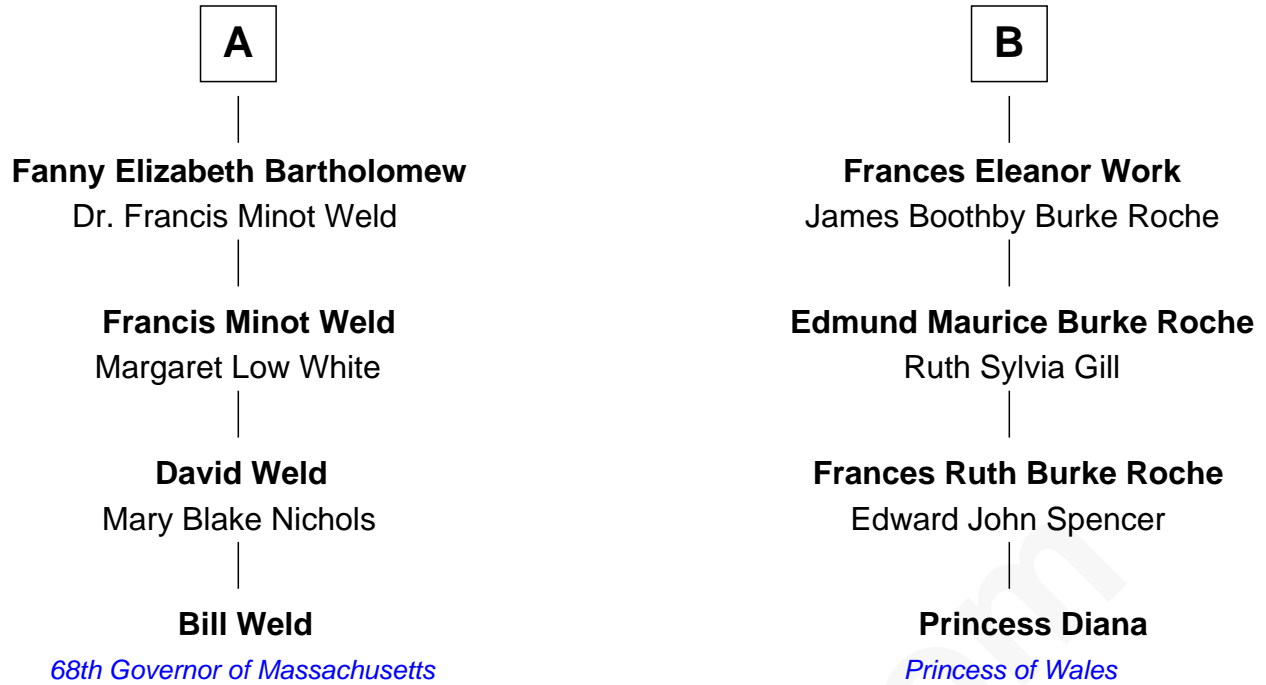 A
B
Fanny Elizabeth Bartholomew
Dr. Francis Minot Weld
Frances Eleanor Work
James Boothby Burke Roche
Francis Minot Weld
Margaret Low White
Edmund Maurice Burke Roche
Ruth Sylvia Gill
David Weld
Mary Blake Nichols
Frances Ruth Burke Roche
Edward John Spencer
Bill Weld
68th Governor of Massachusetts
Princess Diana
Princess of Wales